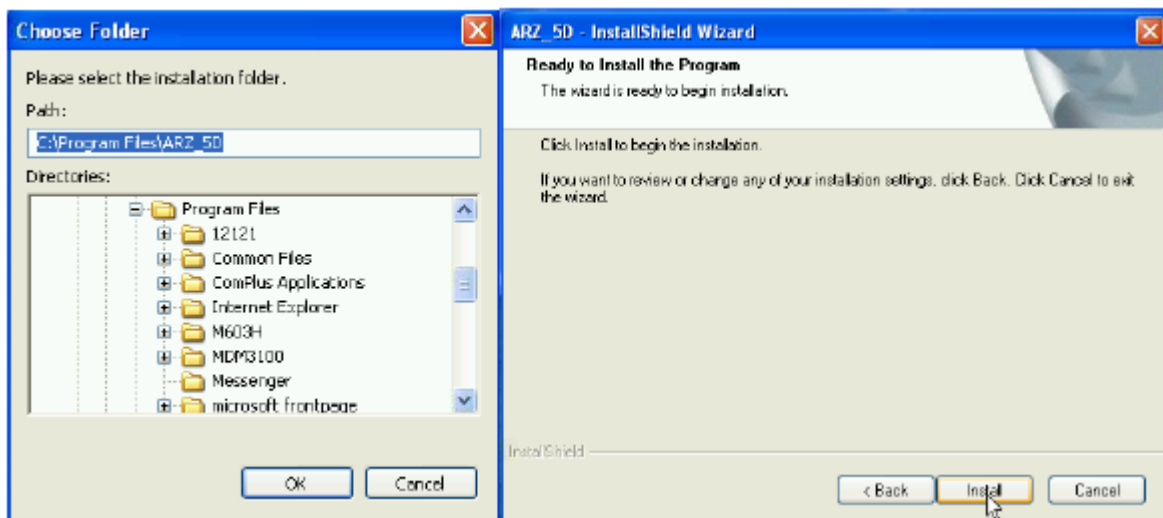 Choose Folder
Please select the installation folder.
Path:
C:\Program Files\ARZ_5D
Directories:
Program Files
12121
Common Files
ComPlus Applications
Internet Explorer
M603H
MDM3100
Messenger
microsoft frontpage
OK
Cancel
ARZ_5D - InstallShield Wizard
Ready to Install the Program
The wizard is ready to begin installation.
Click Install to begin the installation.
If you want to review or change any of your installation settings, click Back. Click Cancel to exit
the wizard.
InstallShield
< Back
Install
Cancel